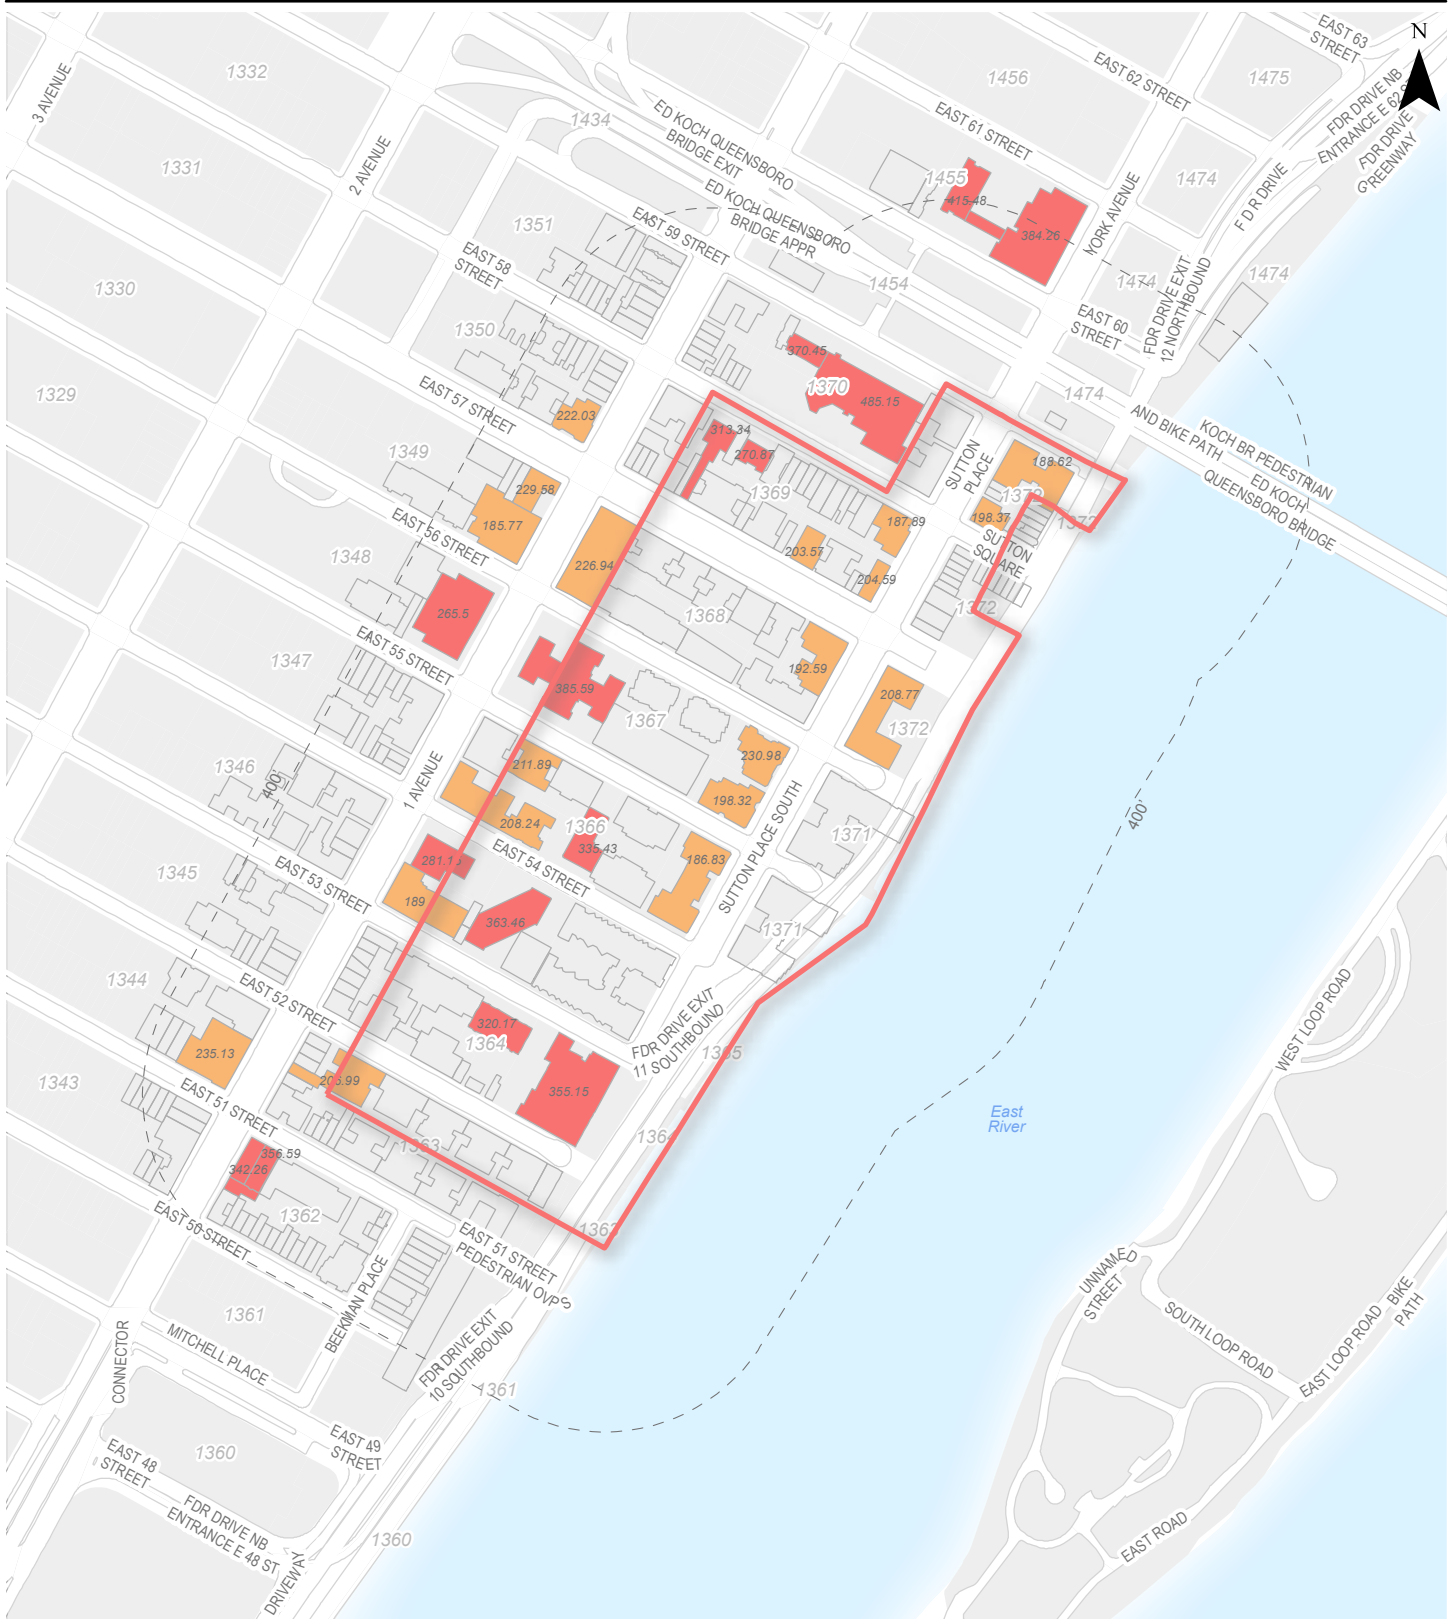 EAST 63
STREET
N
1332
1456
1475
EAST 62 STREET
3 AVENUE
FDR DRIVE NB
FDR DRIVE
GREENWAY
1434
ED KOCH QUEENSBORO
BRIDGE EXIT
EAST 61 STREET
1331
2 AVENUE
1455
1474
415.48
F D R DRIVE
YORK AVENUE
ED KOCH QUEENSBORO
BRIDGE APPR
1351
EAST 59 STREET
384.26
EAST 58
STREET
1330
1454
1474
1474
FDR DRIVE EXIT
12 NORTHBOUND
EAST 60
STREET
1350
370.45
1370
485.15
1329
EAST 57 STREET
222.03
1474
AND BIKE PATH
KOCH BR PEDESTRIAN
313.34
270.87
1349
SUTTON
PLACE
188.62
ED KOCH
QUEENSBORO BRIDGE
229.58
1369
185.77
EAST 56 STREET
187.89
198.37
1372
203.57
SUTTON
SQUARE
1348
226.94
204.59
265.5
1368
1372
EAST 55 STREET
1347
192.59
385.59
208.77
1367
1372
230.98
211.89
1346
1 AVENUE
400'
198.32
400'
208.24
1366
335.43
1371
SUTTON PLACE SOUTH
186.83
EAST 54 STREET
1345
EAST 53 STREET
189
363.46
1371
1344
EAST 52 STREET
320.17
1364
FDR DRIVE EXIT
11 SOUTHBOUND
1365
WEST LOOP ROAD
235.13
1343
355.15
EAST 51 STREET
East
River
1364
1363
356.59
342.26
1362
1363
EAST 50 STREET
EAST 51 STREET
PEDESTRIAN OVPS
UNNAMED
STREET
BEEKMAN PLACE
1361
MITCHELL PLACE
SOUTH LOOP ROAD
EAST LOOP ROAD
BIKE
PATH
CONNECTOR
FDR DRIVE EXIT
10 SOUTHBOUND
1361
EAST 49
STREET
1360
EAST 48
STREET
FDR DRIVE NB
ENTRANCE E 48 ST
1360
EAST ROAD
DRIVEWAY